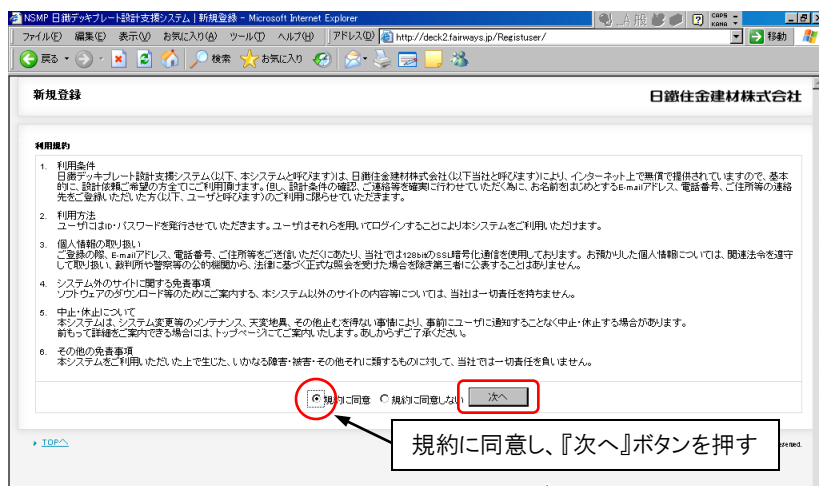 NSMP 日鐵デッキプレート設計支援システム | 新規登録 - Microsoft Internet Explorer
A 般 CAPS KANA
ファイル(F) 編集(E) 表示(V) お気に入り(A) ツール(T) ヘルプ(H) アドレス(D) http://deck2.fairways.jp/Registuser/ 移動
戻る 検索 お気に入り
新規登録
日鐵住金建材株式会社
利用規約
1. 利用条件
日鐵デッキプレート設計支援システム(以下、本システムと呼びます)は、日鐵住金建材株式会社(以下当社と呼びます)により、インターネット上で無償で提供されていますので、基本
的に、設計依頼ご希望の方全てにご利用頂けます。但し、設計条件の確認、ご連絡等を確実に行わせていただく為に、お名前をはじめとするE-mailアドレス、電話番号、ご住所等の連絡
先をご登録いただいた方(以下、ユーザと呼びます)のご利用に限らせていただきます。
2. 利用方法
ユーザにはID・パスワードを発行させていただきます。ユーザはそれらを用いてログインすることにより本システムをご利用いただけます。
3. 個人情報の取り扱い
ご登録の際、E-mailアドレス、電話番号、ご住所等をご送信いただくにあたり、当社では128bitのSSL暗号化通信を使用しております。お預かりした個人情報については、関連法令を遵守
して取り扱い、裁判所や警察等の公的機関から、法律に基づく正式な照会を受けた場合を除き第三者に公表することはありません。
4. システム外のサイトに関する免責事項
ソフトウェアのダウンロード等のためにご案内する、本システム以外のサイトの内容等については、当社は一切責任を持ちません。
5. 中止・休止について
本システムは、システム変更等のメンテナンス、天変地異、その他止むを得ない事情により、事前にユーザに通知することなく中止・休止する場合があります。
前もって詳細をご案内できる場合には、トップページにてご案内いたします。あしからずご了承ください。
6. その他の免責事項
本システムをご利用いただいた上で生じた、いかなる障害・被害・その他それに類するものに対して、当社では一切責任を負いません。
規約に同意 規約に同意しない 次へ
規約に同意し、『次へ』ボタンを押す
TOPへ